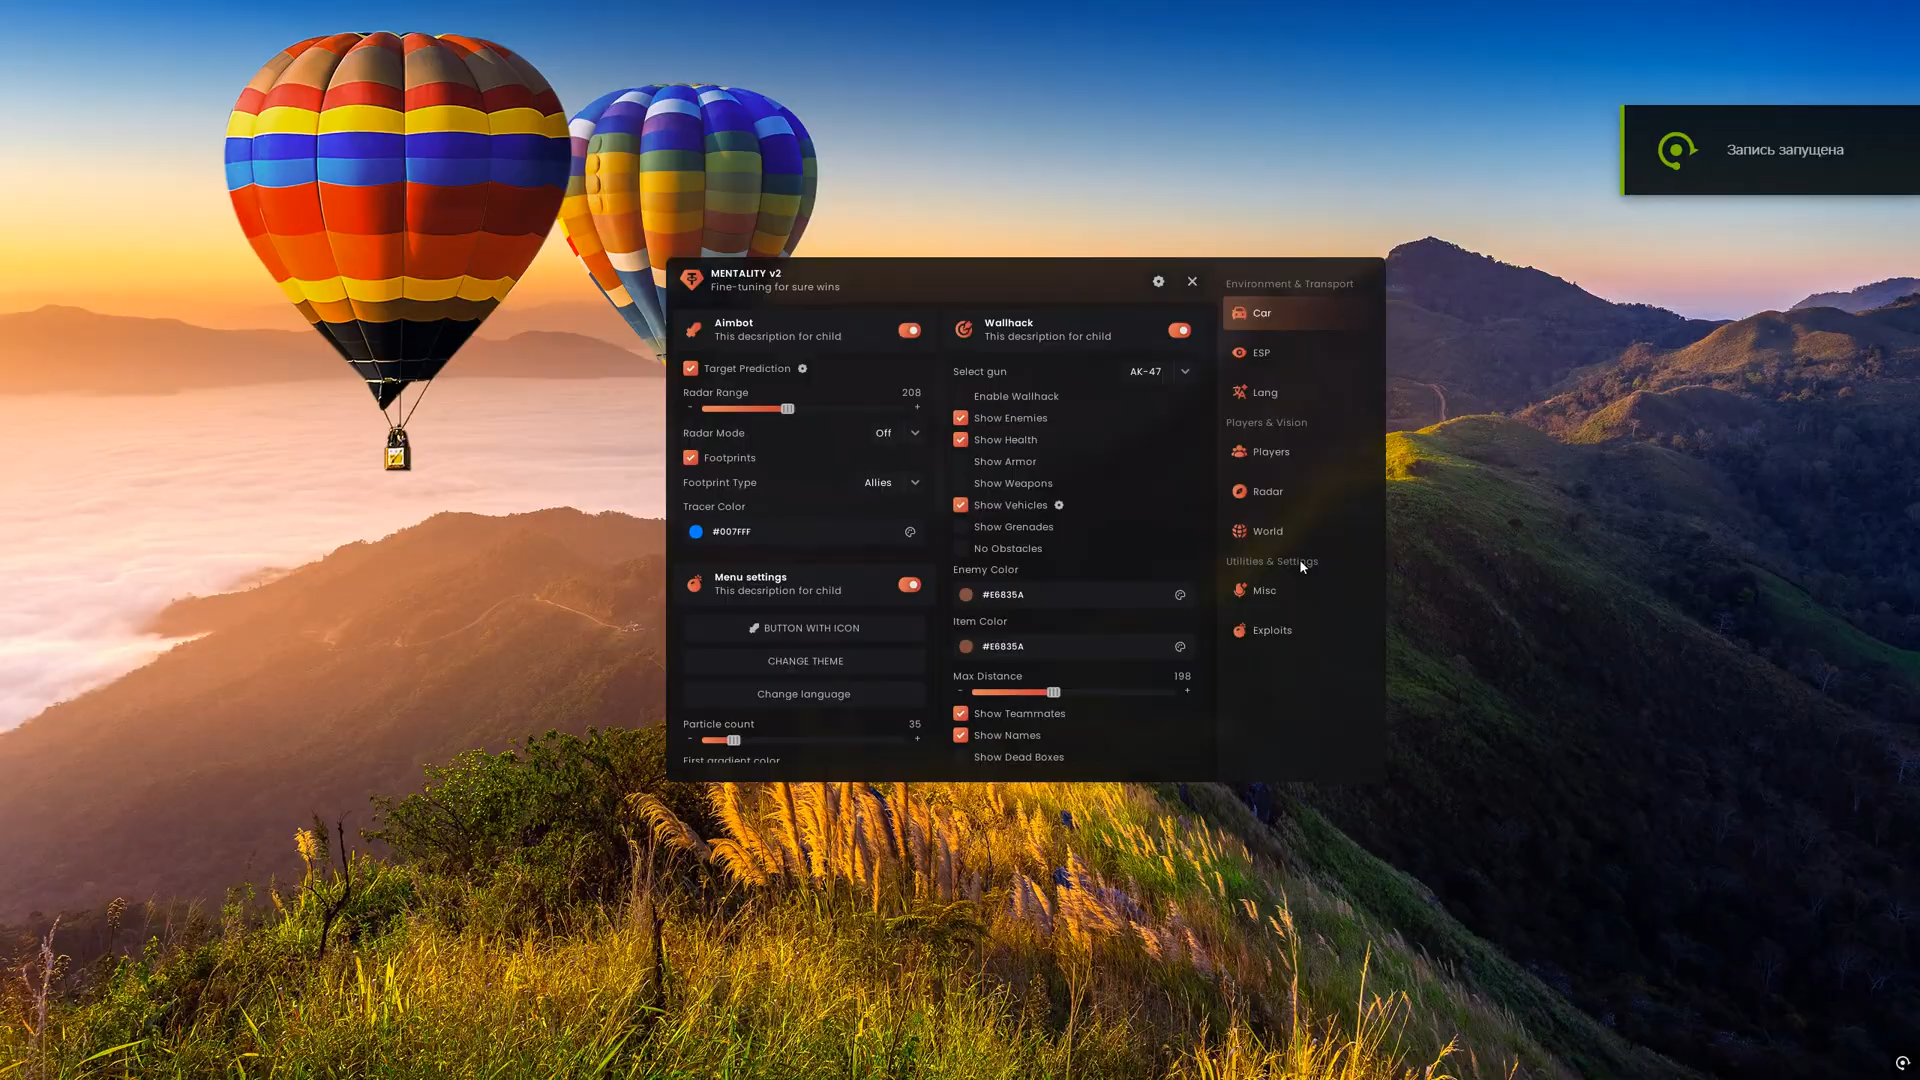 Запись запущена
MENTALITY v2
Fine-tuning for sure wins
Aimbot
This decsription for child
Target Prediction
Radar Range
208
-
+
Radar Mode
Off
Footprints
Footprint Type
Allies
Tracer Color
#007FFF
Menu settings
This decsription for child
BUTTON WITH ICON
CHANGE THEME
Change language
Particle count
35
-
+
First gradient color
Wallhack
This decsription for child
Select gun
AK-47
Enable Wallhack
Show Enemies
Show Health
Show Armor
Show Weapons
Show Vehicles
Show Grenades
No Obstacles
Enemy Color
#E6835A
Item Color
#E6835A
Max Distance
198
-
+
Show Teammates
Show Names
Show Dead Boxes
Environment & Transport
Car
ESP
Lang
Players & Vision
Players
Radar
World
Utilities & Settings
Misc
Exploits